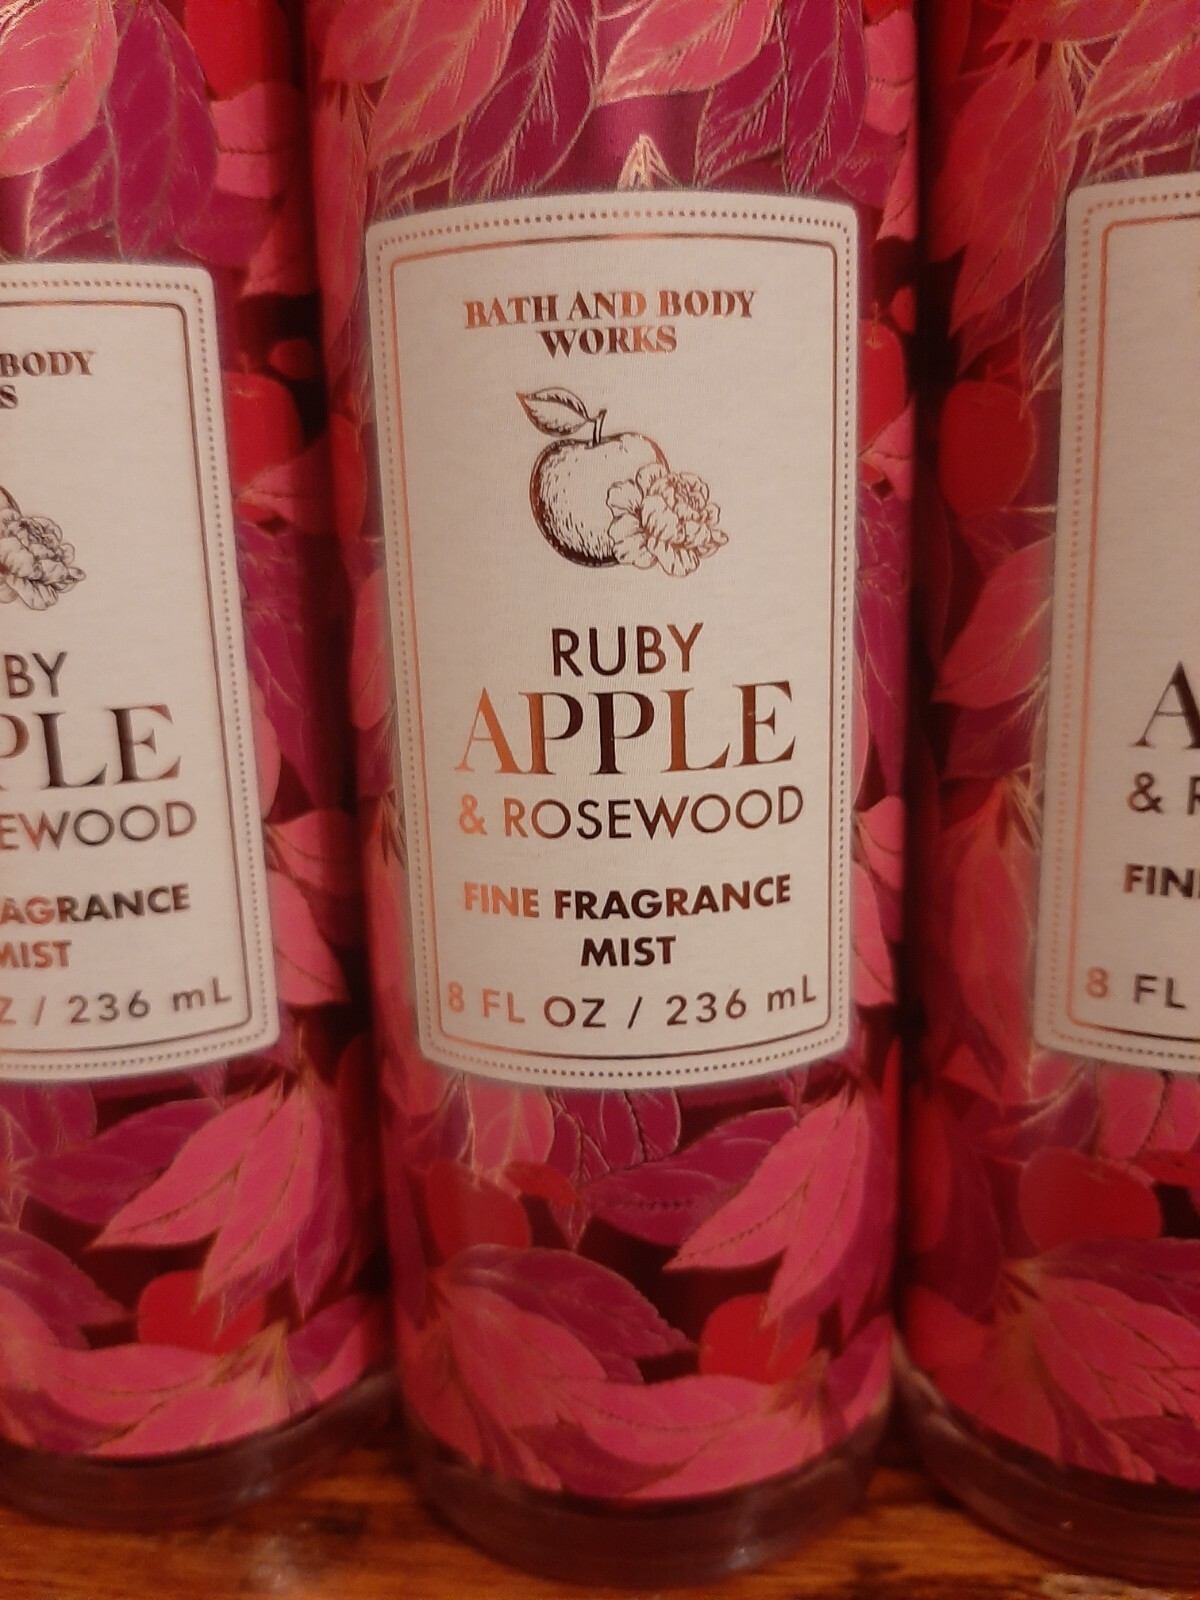 BODY
BY
EWOOD
AGRANCE
MIST
/ 236 mL
BATH AND BODY
WORKS
RUBY
APPLE
& ROSEWOOD
FINE FRAGRANCE
MIST
8 FL OZ / 236 mL
A
& R
FIN
8 FL